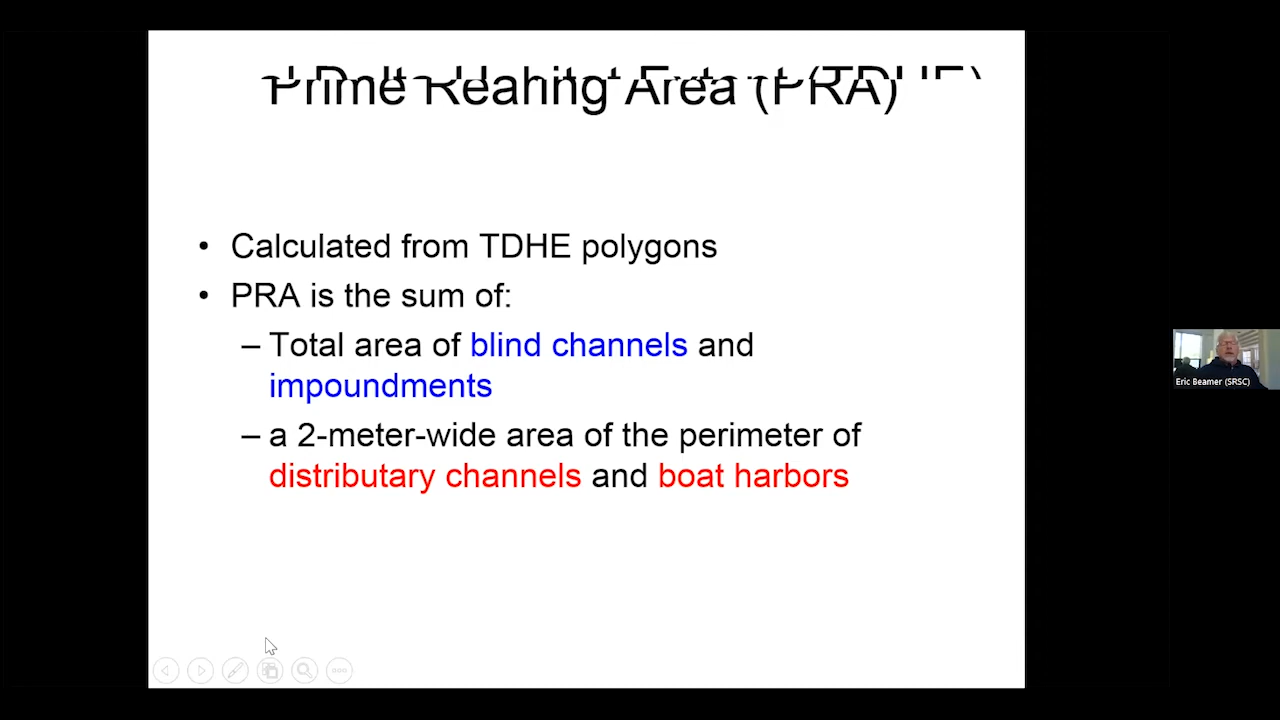 Prime Rearing Area (PRA)
• Calculated from TDHE polygons
• PRA is the sum of:
– Total area of blind channels and
impoundments
– a 2-meter-wide area of the perimeter of
distributary channels and boat harbors
Eric Beamer (SRSC)